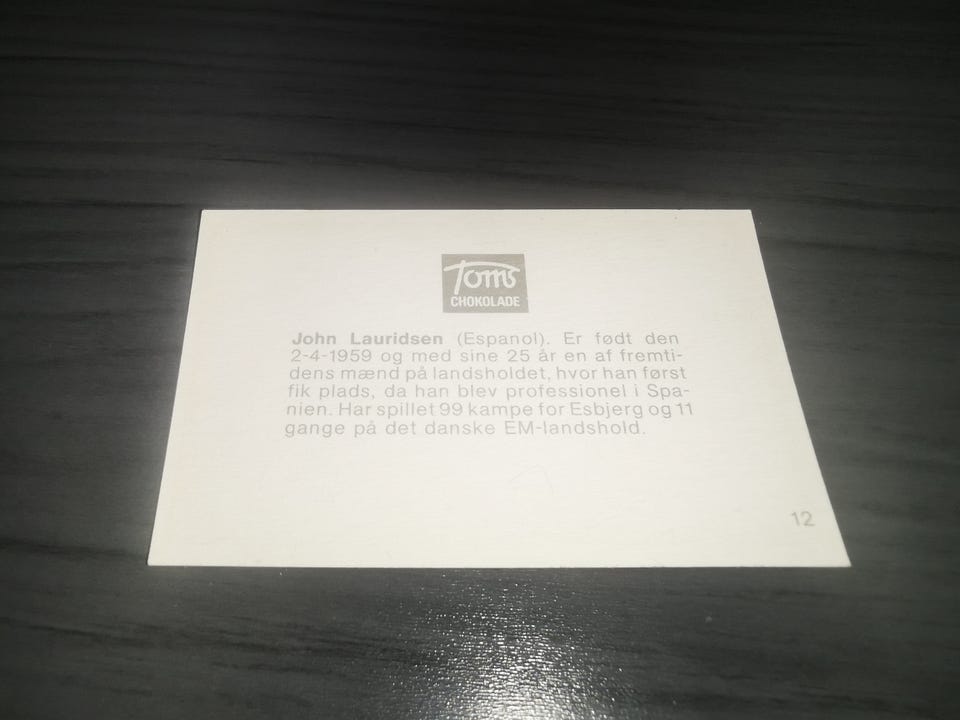 Toms
CHOKOLADE
John Lauridsen (Espanol). Er født den
2-4-1959 og med sine 25 år en af fremti-
dens mænd på landsholdet, hvor han først
fik plads, da han blev professionel i Spa-
nien. Har spillet 99 kampe for Esbjerg og 11
gange på det danske EM-landshold.
12